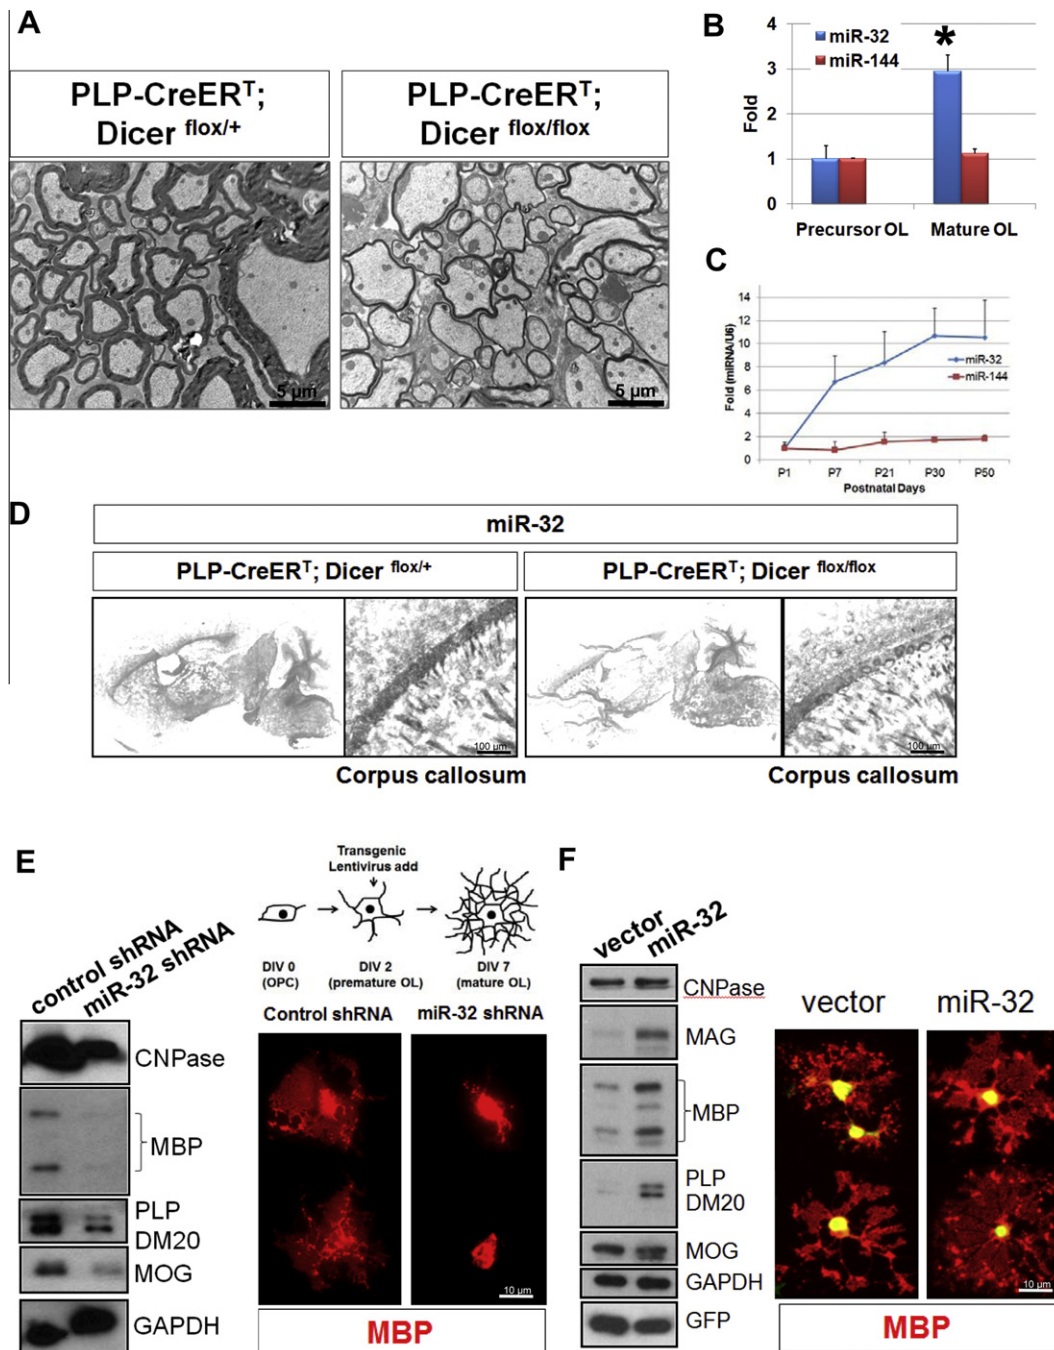 A
PLP-CreERT;
Dicer flox/+
PLP-CreERT;
Dicer flox/flox
5 µm
5 µm
B
Fold
4
3
2
1
0
miR-32
miR-144
*
Precursor OL
Mature OL
C
Fold (miRNA/U6)
14
12
10
8
6
4
2
0
miR-32
miR-144
P1
P7
P21
P30
P50
Postnatal Days
D
miR-32
PLP-CreERT; Dicer flox/+
PLP-CreERT; Dicer flox/flox
100 µm
100 µm
Corpus callosum
Corpus callosum
E
control shRNA
miR-32 shRNA
CNPase
MBP
PLP
DM20
MOG
GAPDH
Transgenic
Lentivirus add
DIV 0
(OPC)
DIV 2
(premature OL)
DIV 7
(mature OL)
Control shRNA
miR-32 shRNA
10 µm
MBP
F
vector
miR-32
CNPase
MAG
MBP
PLP
DM20
MOG
GAPDH
GFP
vector
miR-32
10 µm
MBP